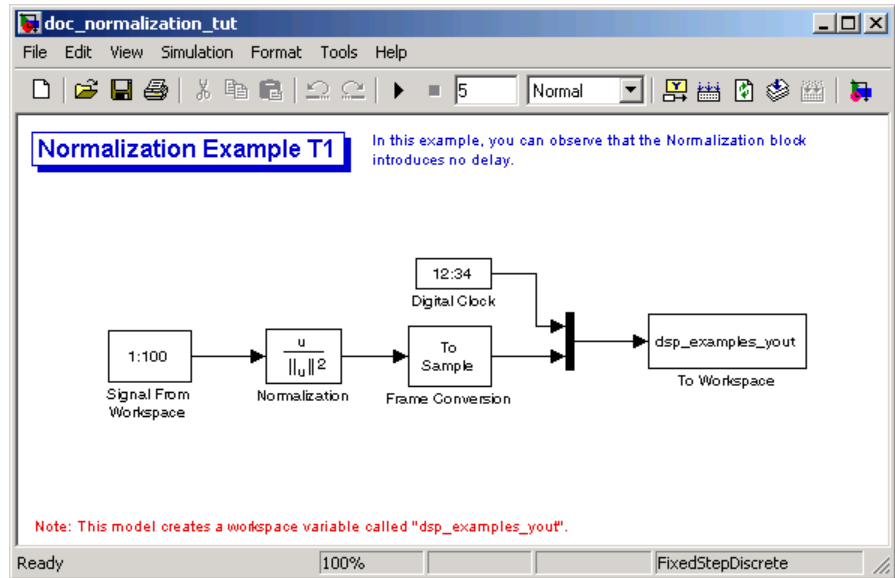 doc_normalization_tut
File Edit View Simulation Format Tools Help
5 Normal
Normalization Example T1
In this example, you can observe that the Normalization block
introduces no delay.
12:34
Digital Clock
1:100
Signal From
Workspace
u
||u||2
Normalization
To
Sample
Frame Conversion
dsp_examples_yout
To Workspace
Note: This model creates a workspace variable called "dsp_examples_yout".
Ready 100% FixedStepDiscrete